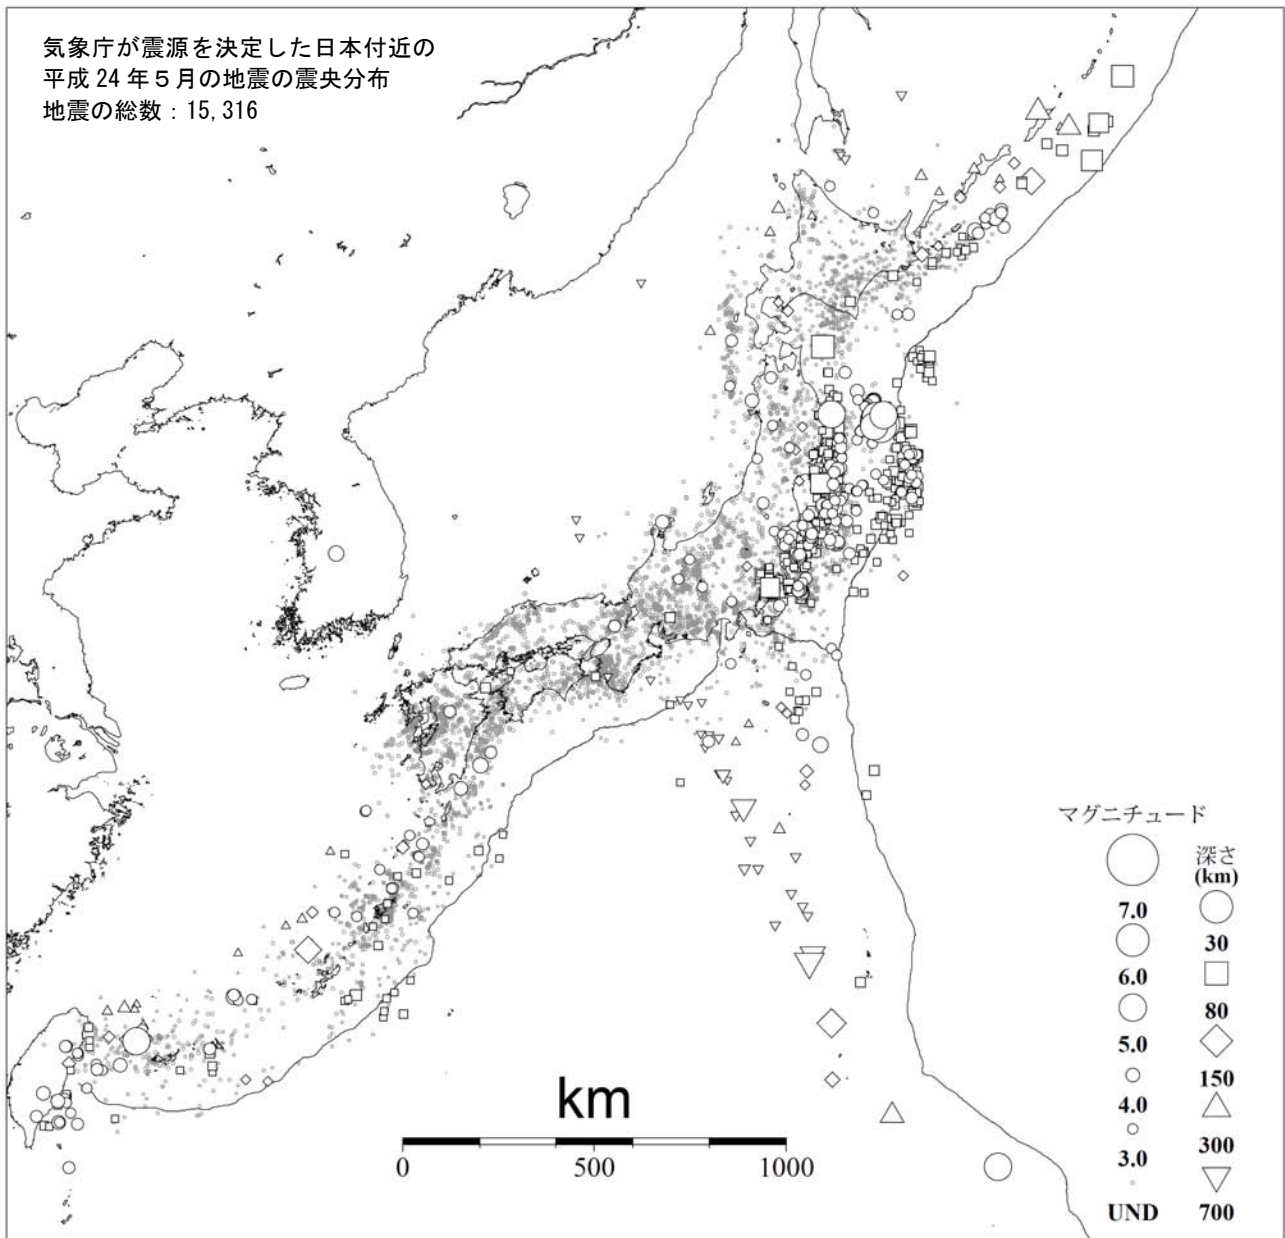 気象庁が震源を決定した日本付近の
平成24年５月の地震の震央分布
地震の総数：15,316
マグニチュード
深さ
(km)
7.0
30
6.0
80
5.0
150
4.0
300
3.0
UND
700
km
0 500 1000